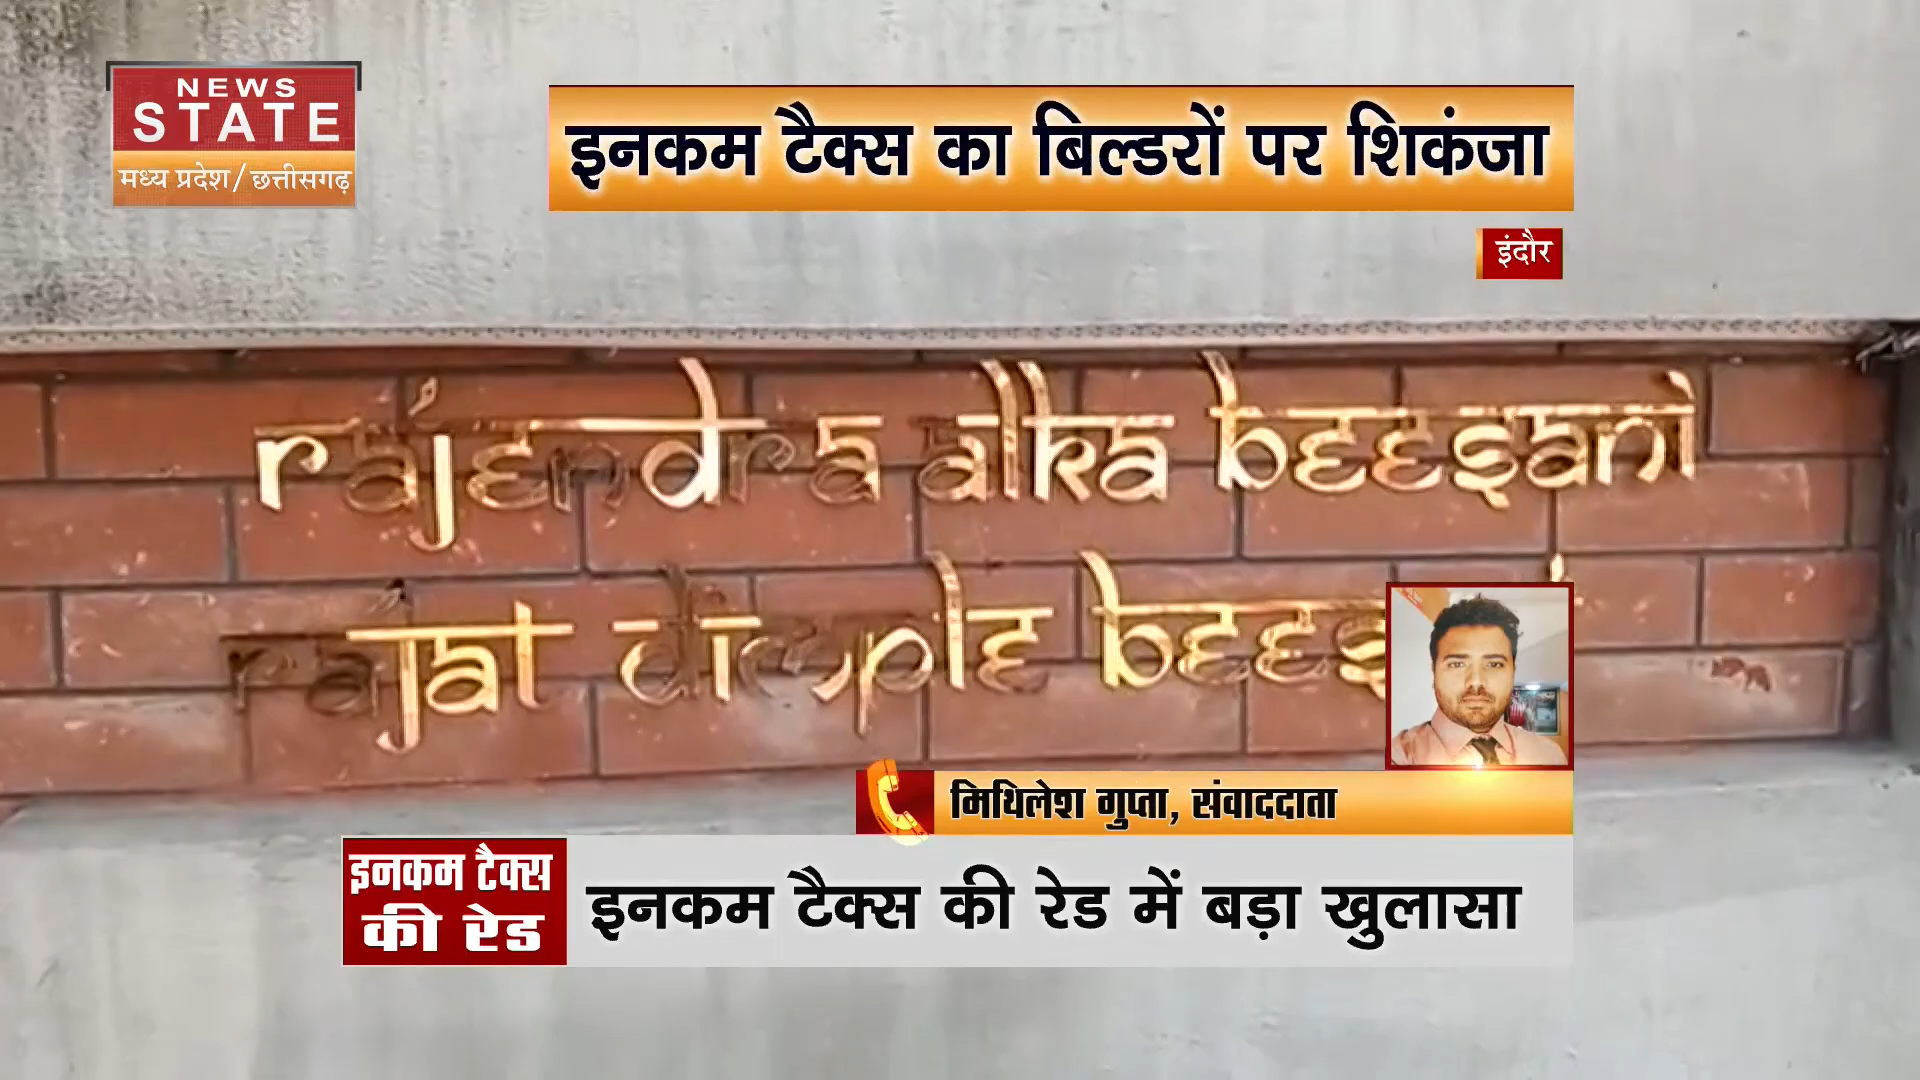 NEWS
STATE
मध्य प्रदेश/छत्तीसगढ़
इनकम टैक्स का बिल्डरों पर शिकंजा
इंदौर
rajendra alka beesani
rajat dimple
मिथिलेश गुप्ता, संवाददाता
इनकम टैक्स
की रेड
इनकम टैक्स की रेड में बड़ा खुलासा